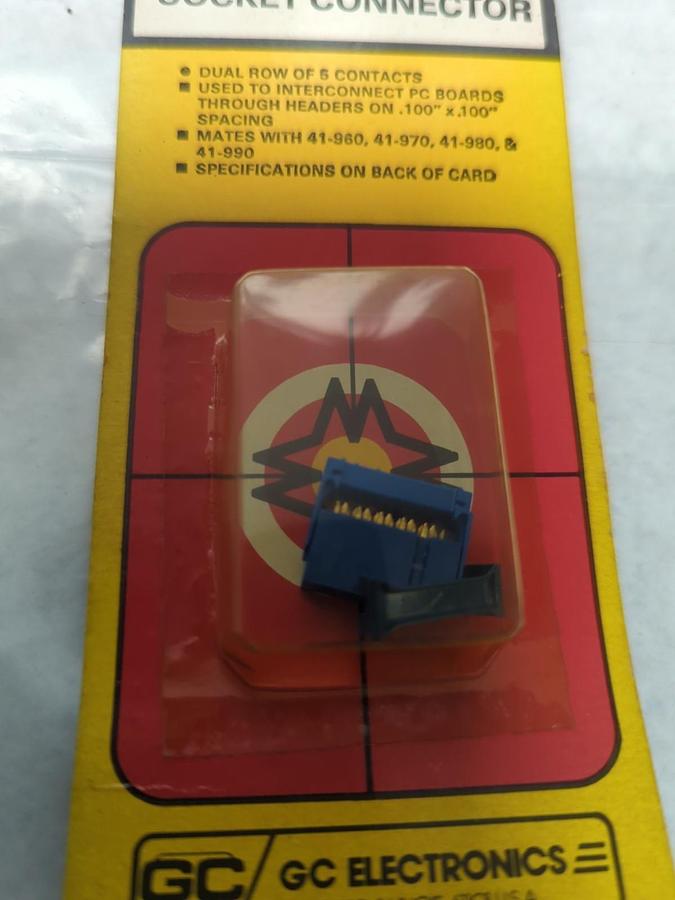 SOCKET CONNECTOR
● DUAL ROW OF 5 CONTACTS
■ USED TO INTERCONNECT PC BOARDS
THROUGH HEADERS ON .100" x .100"
SPACING
■ MATES WITH 41-960, 41-970, 41-980, &
41-990
■ SPECIFICATIONS ON BACK OF CARD
GC GC ELECTRONICS